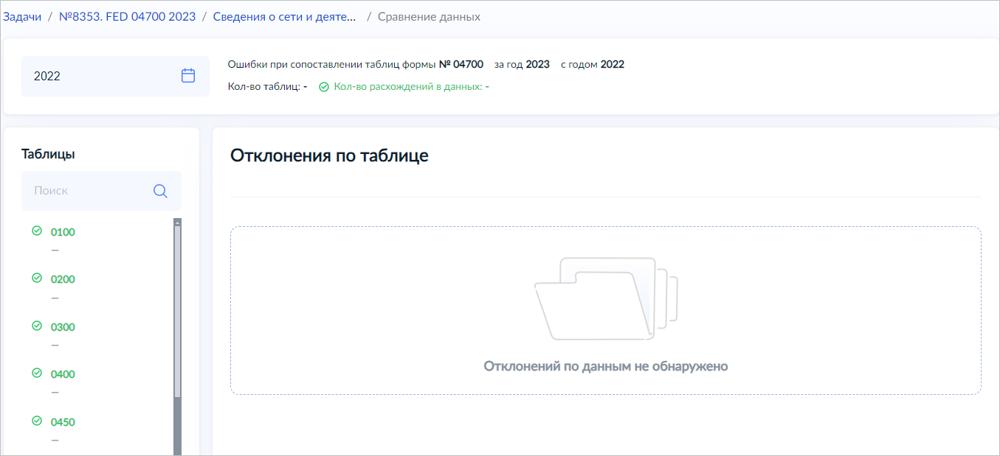 Задачи / №8353. FED 04700 2023 / Сведения о сети и деяте... / Сравнение данных
2022
Ошибки при сопоставлении таблиц формы № 04700 за год 2023 с годом 2022
Кол-во таблиц: - Кол-во расхождений в данных: -
Таблицы
Поиск
0100
—
0200
—
0300
—
0400
—
0450
—
Отклонения по таблице
Отклонений по данным не обнаружено